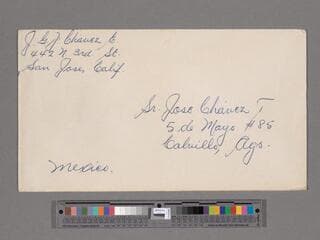 J. G. J. Chavez E.
442 N. 3rd St.
San Jose, Calif.
Sr. Jose Chávez T
5 de Mayo #85
Calvillo, Ags.
Mexico.